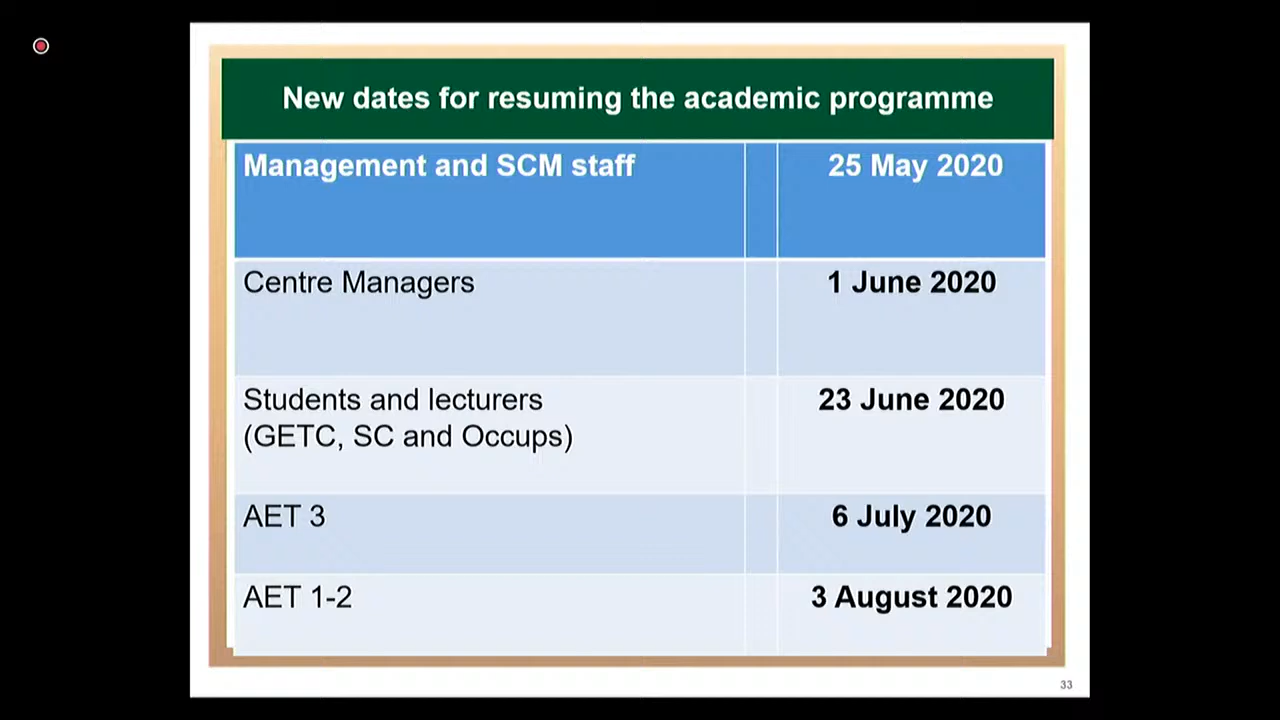 New dates for resuming the academic programme
Management and SCM staff 25 May 2020
Centre Managers 1 June 2020
Students and lecturers 23 June 2020
(GETC, SC and Occups)
AET 3 6 July 2020
AET 1-2 3 August 2020
33